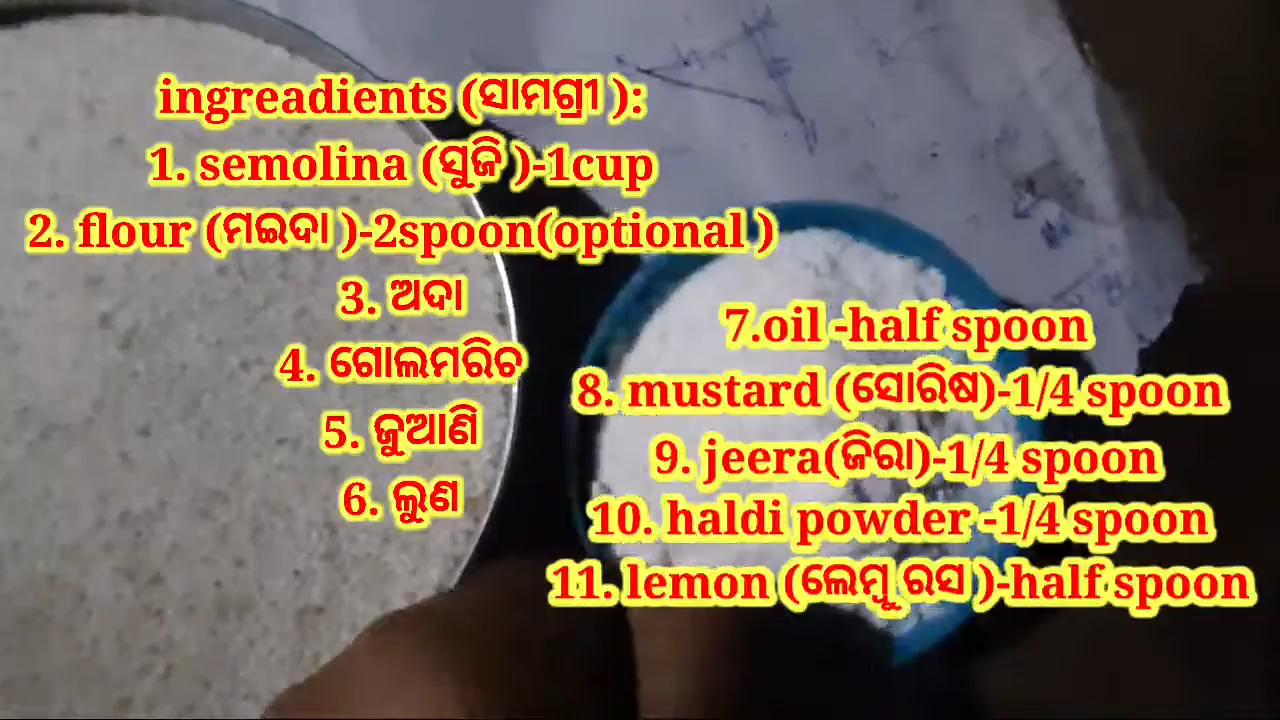 ingreadients (ସାମଗ୍ରୀ ):
1. semolina (ସୁଜି )-1cup
2. flour (ମଇଦା )-2spoon(optional )
3. ଅଦା
4. ଗୋଲମରିଚ
5. ଜୁଆଣି
6. ଲୁଣ
7.oil -half spoon
8. mustard (ସୋରିଷ)-1/4 spoon
9. jeera(ଜିରା)-1/4 spoon
10. haldi powder -1/4 spoon
11. lemon (ଲେମ୍ବୂ ରସ )-half spoon